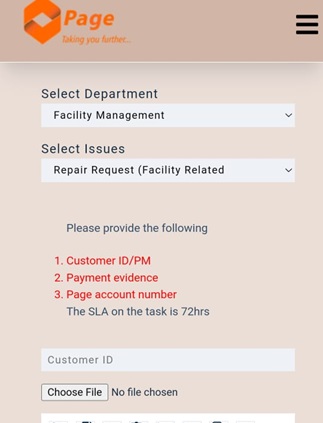 Page
Taking you further...
Select Department
Facility Management
Select Issues
Repair Request (Facility Related
Please provide the following
1. Customer ID/PM
2. Payment evidence
3. Page account number
The SLA on the task is 72hrs
Customer ID
Choose File No file chosen